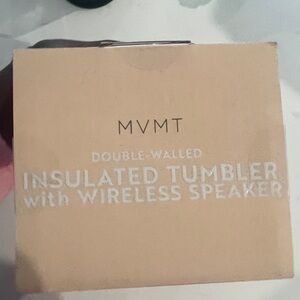 MVMT
DOUBLE-WALLED
INSULATED TUMBLER
with WIRELESS SPEAKER